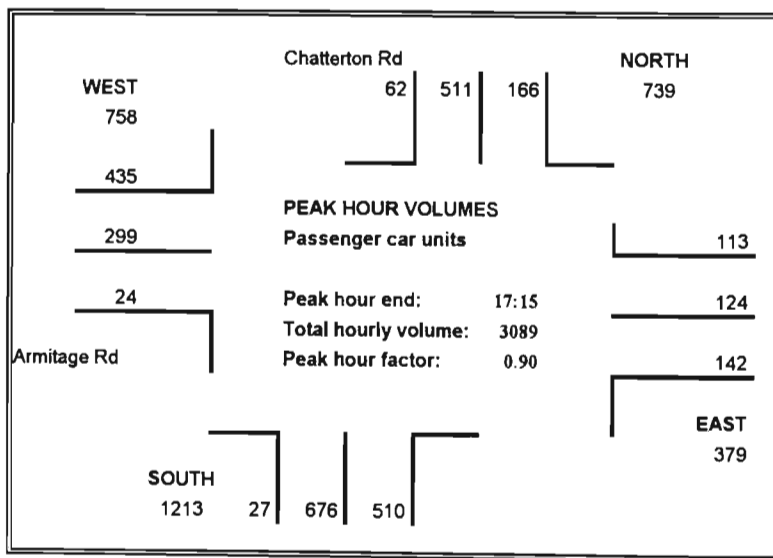 Chatterton Rd
NORTH
WEST
62 511 166
739
758
435
PEAK HOUR VOLUMES
299
Passenger car units
113
24
Peak hour end: 17:15
124
Total hourly volume: 3089
Armitage Rd
Peak hour factor: 0.90
142
EAST
379
SOUTH
1213 27 676 510